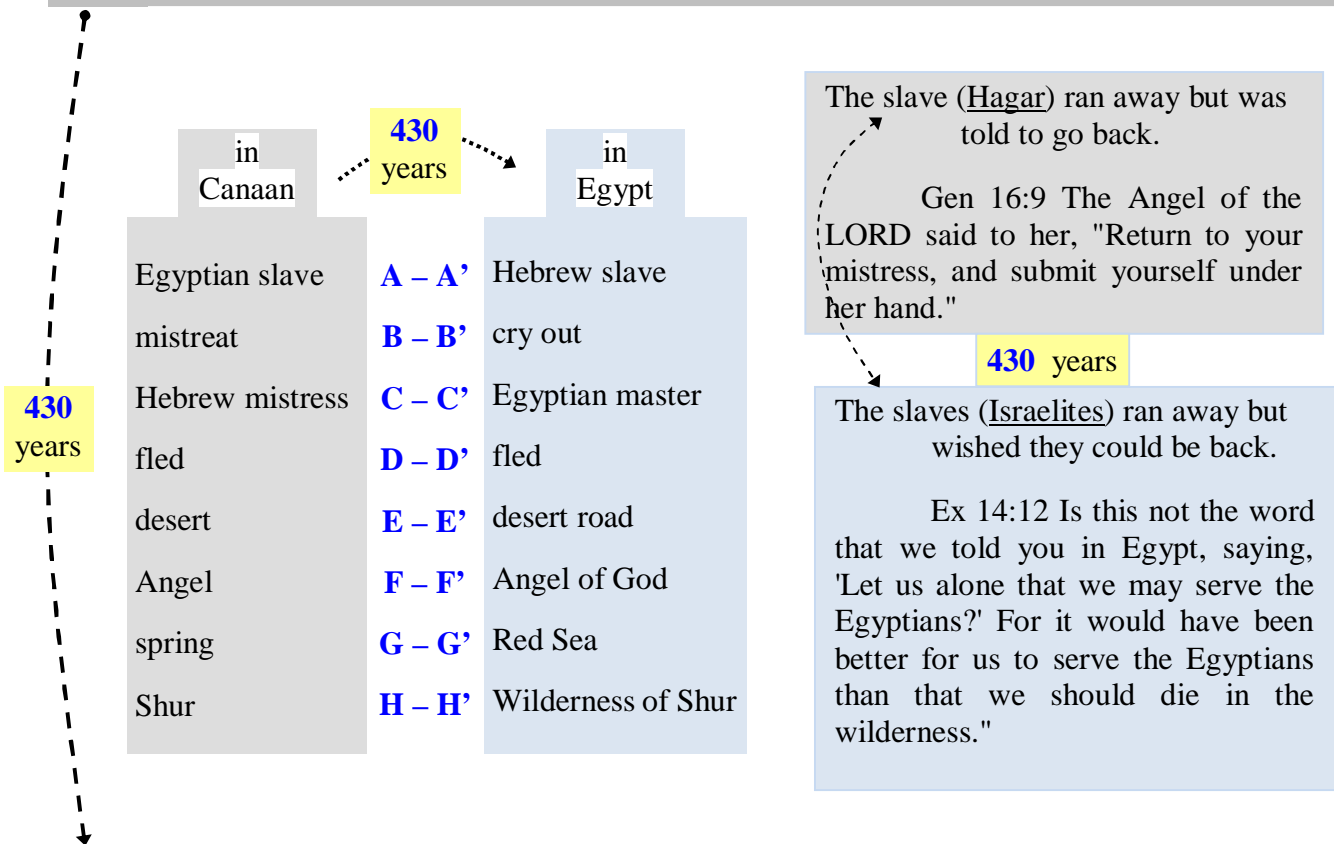 430
years
in
Canaan
430
years
in
Egypt
Egyptian slave A – A’ Hebrew slave
mistreat B – B’ cry out
Hebrew mistress C – C’ Egyptian master
fled D – D’ fled
desert E – E’ desert road
Angel F – F’ Angel of God
spring G – G’ Red Sea
Shur H – H’ Wilderness of Shur
The slave (Hagar) ran away but was
told to go back.
Gen 16:9 The Angel of the
LORD said to her, "Return to your
mistress, and submit yourself under
her hand."
430 years
The slaves (Israelites) ran away but
wished they could be back.
Ex 14:12 Is this not the word
that we told you in Egypt, saying,
'Let us alone that we may serve the
Egyptians?' For it would have been
better for us to serve the Egyptians
than that we should die in the
wilderness."